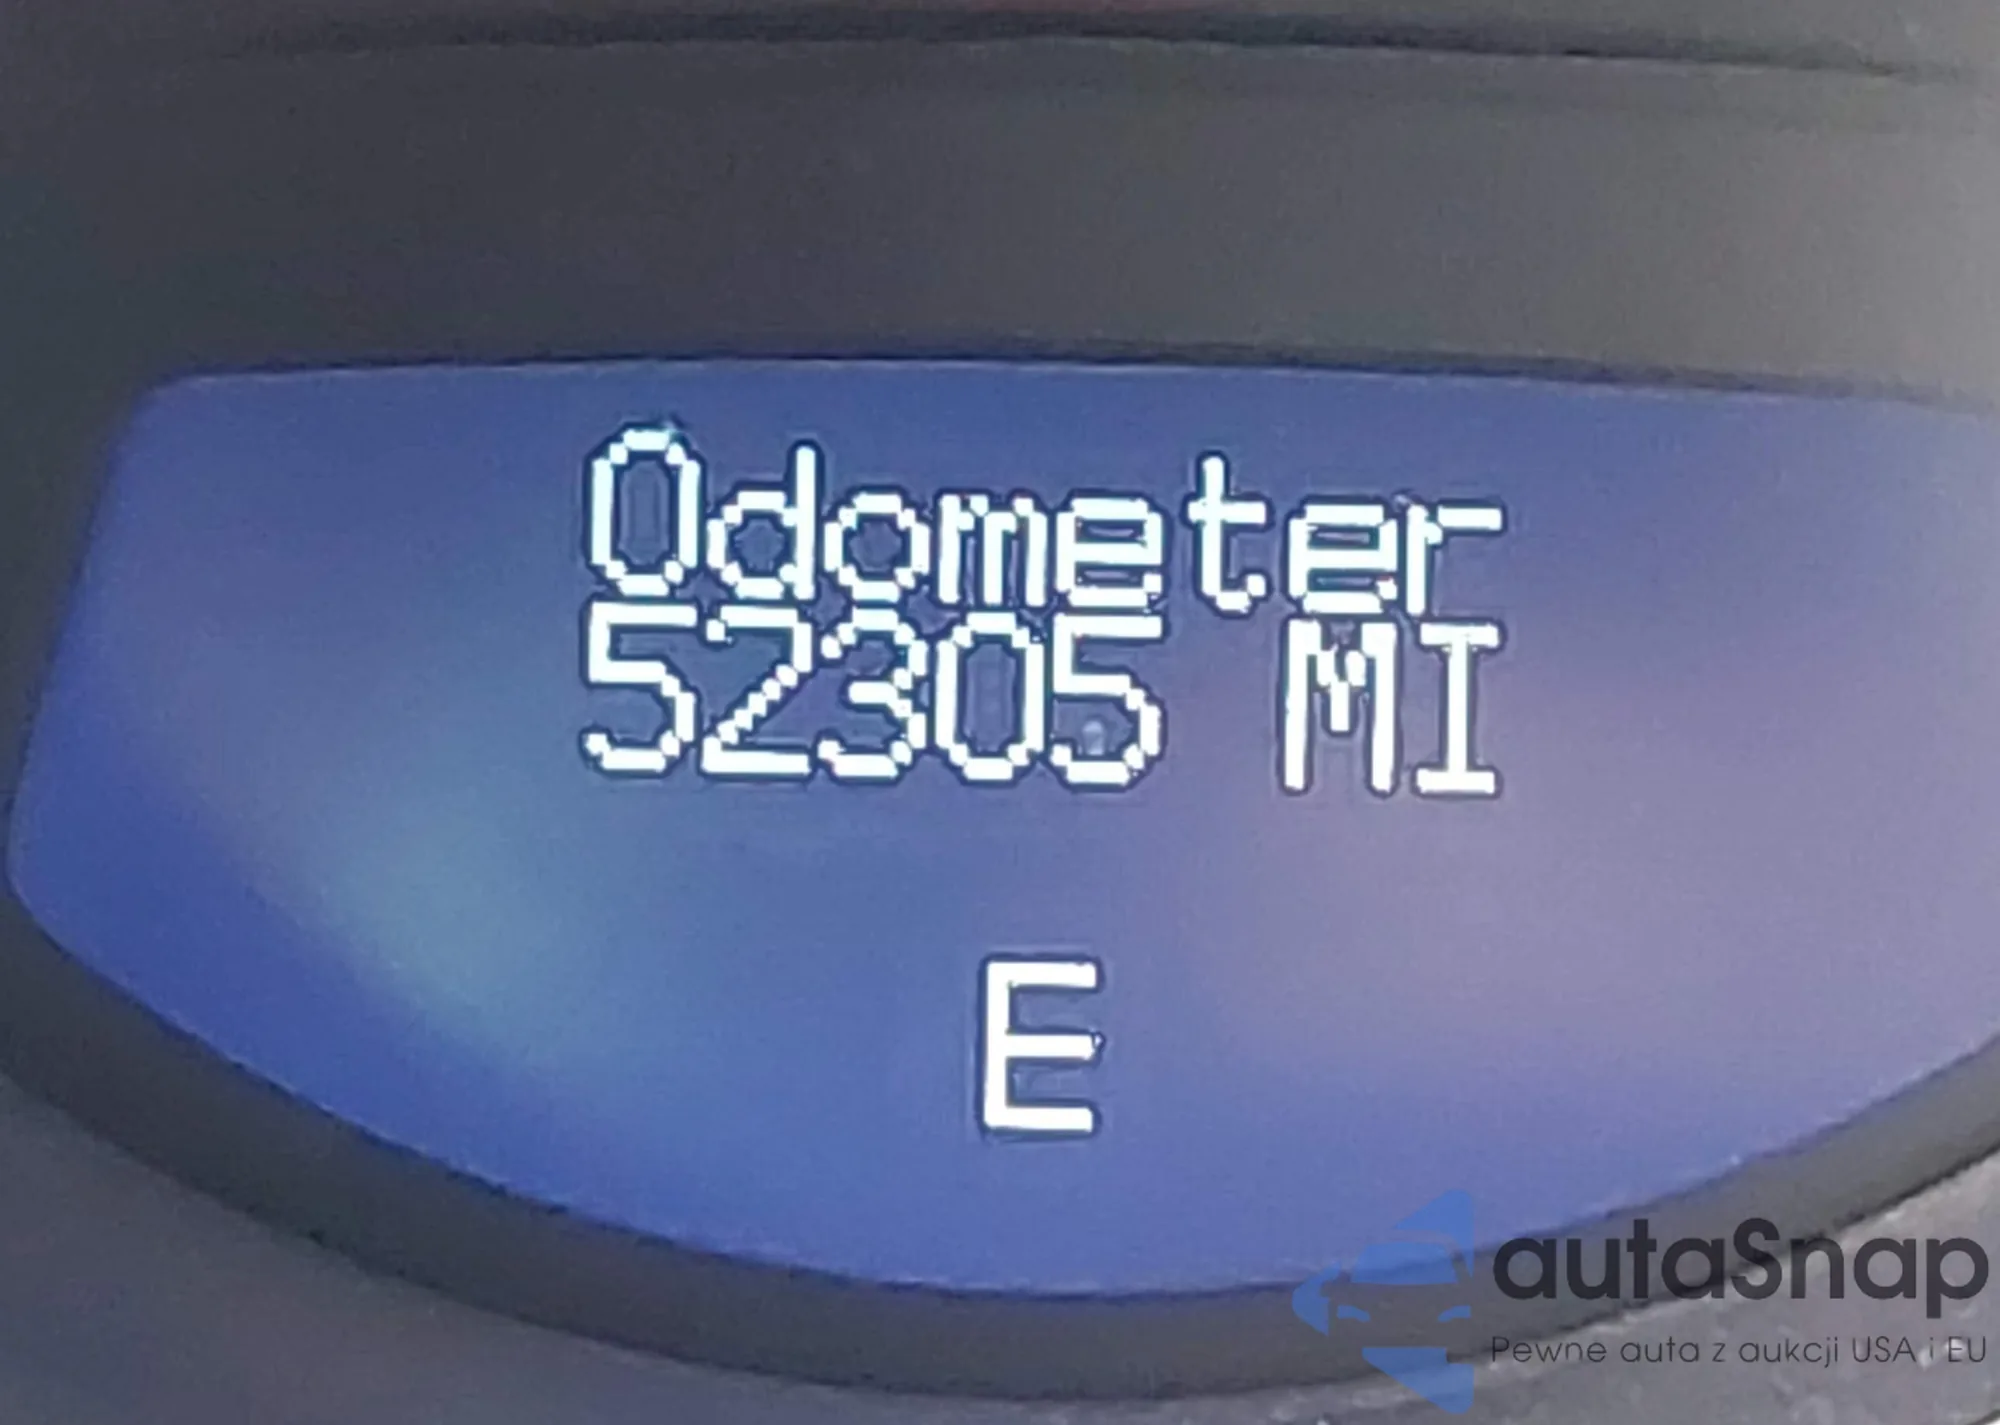 Odometer
52305 MI
E
autaSnap
Pewne auta z aukcji USA i EU